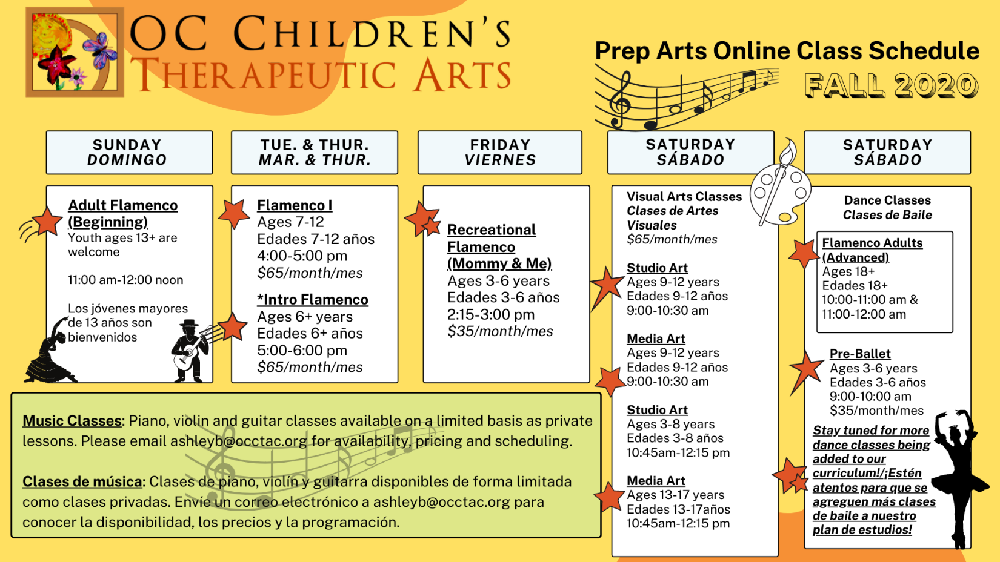 OC CHILDREN'S
THERAPEUTIC ARTS
Prep Arts Online Class Schedule
FALL 2020
SUNDAY
DOMINGO
Adult Flamenco
(Beginning)
Youth ages 13+ are
welcome
11:00 am-12:00 noon
Los jóvenes mayores
de 13 años son
bienvenidos
TUE. & THUR.
MAR. & THUR.
Flamenco I
Ages 7-12
Edades 7-12 años
4:00-5:00 pm
$65/month/mes
*Intro Flamenco
Ages 6+ years
Edades 6+ años
5:00-6:00 pm
$65/month/mes
FRIDAY
VIERNES
Recreational
Flamenco
(Mommy & Me)
Ages 3-6 years
Edades 3-6 años
2:15-3:00 pm
$35/month/mes
SATURDAY
SÁBADO
Visual Arts Classes
Clases de Artes
Visuales
$65/month/mes
Studio Art
Ages 9-12 years
Edades 9-12 años
9:00-10:30 am
Media Art
Ages 9-12 years
Edades 9-12 años
9:00-10:30 am
Studio Art
Ages 3-8 years
Edades 3-8 años
10:45am-12:15 pm
Media Art
Ages 13-17 years
Edades 13-17años
10:45am-12:15 pm
SATURDAY
SÁBADO
Dance Classes
Clases de Baile
Flamenco Adults
(Advanced)
Ages 18+
Edades 18+
10:00-11:00 am &
11:00-12:00 am
Pre-Ballet
Ages 3-6 years
Edades 3-6 años
9:00-10:00 am
$35/month/mes
Stay tuned for more
dance classes being
added to our
curriculum!/¡Estén
atentos para que se
agreguen más clases
de baile a nuestro
plan de estudios!
Music Classes: Piano, violin and guitar classes available on a limited basis as private
lessons. Please email ashleyb@occtac.org for availability, pricing and scheduling.
Clases de música: Clases de piano, violín y guitarra disponibles de forma limitada
como clases privadas. Envíe un correo electrónico a ashleyb@occtac.org para
conocer la disponibilidad, los precios y la programación.